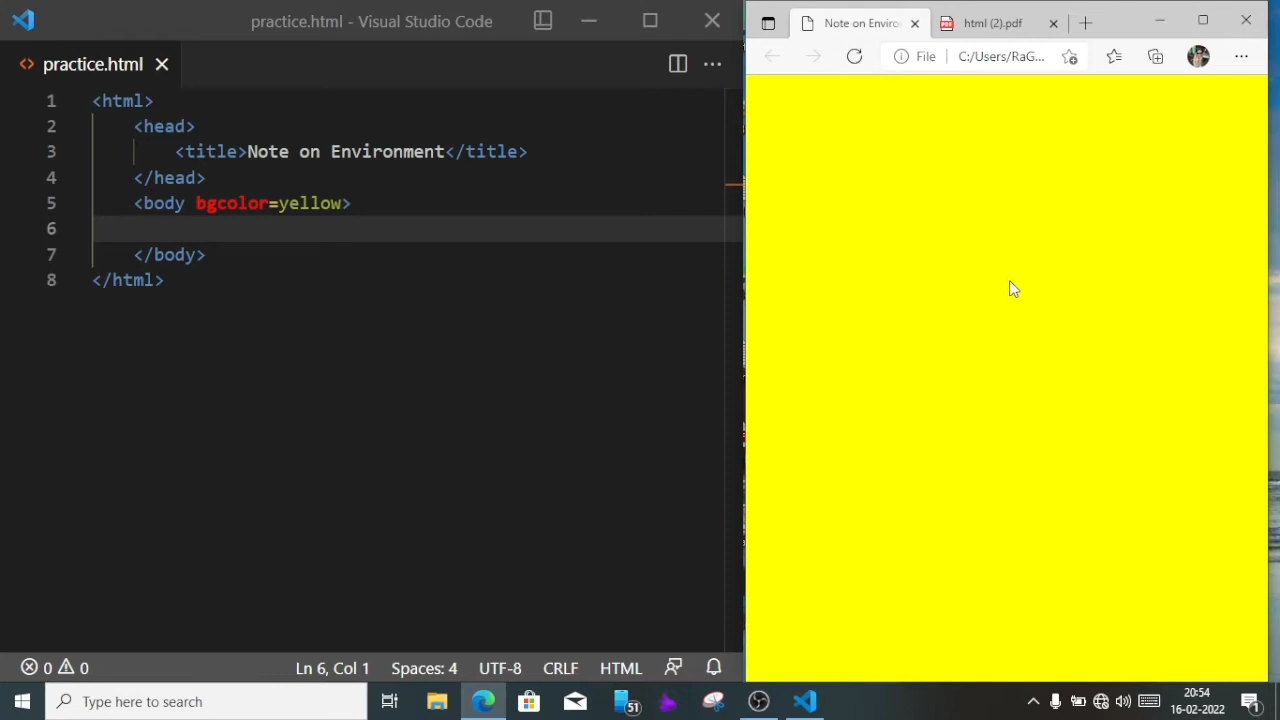 practice.html - Visual Studio Code
practice.html
1 <html>
2 <head>
3 <title>Note on Environment</title>
4 </head>
5 <body bgcolor=yellow>
6
7 </body>
8 </html>
0 0 Ln 6, Col 1 Spaces: 4 UTF-8 CRLF HTML
Note on Enviro
PDF html (2).pdf
File C:/Users/RaG...
Type here to search
51
20:54
16-02-2022
1